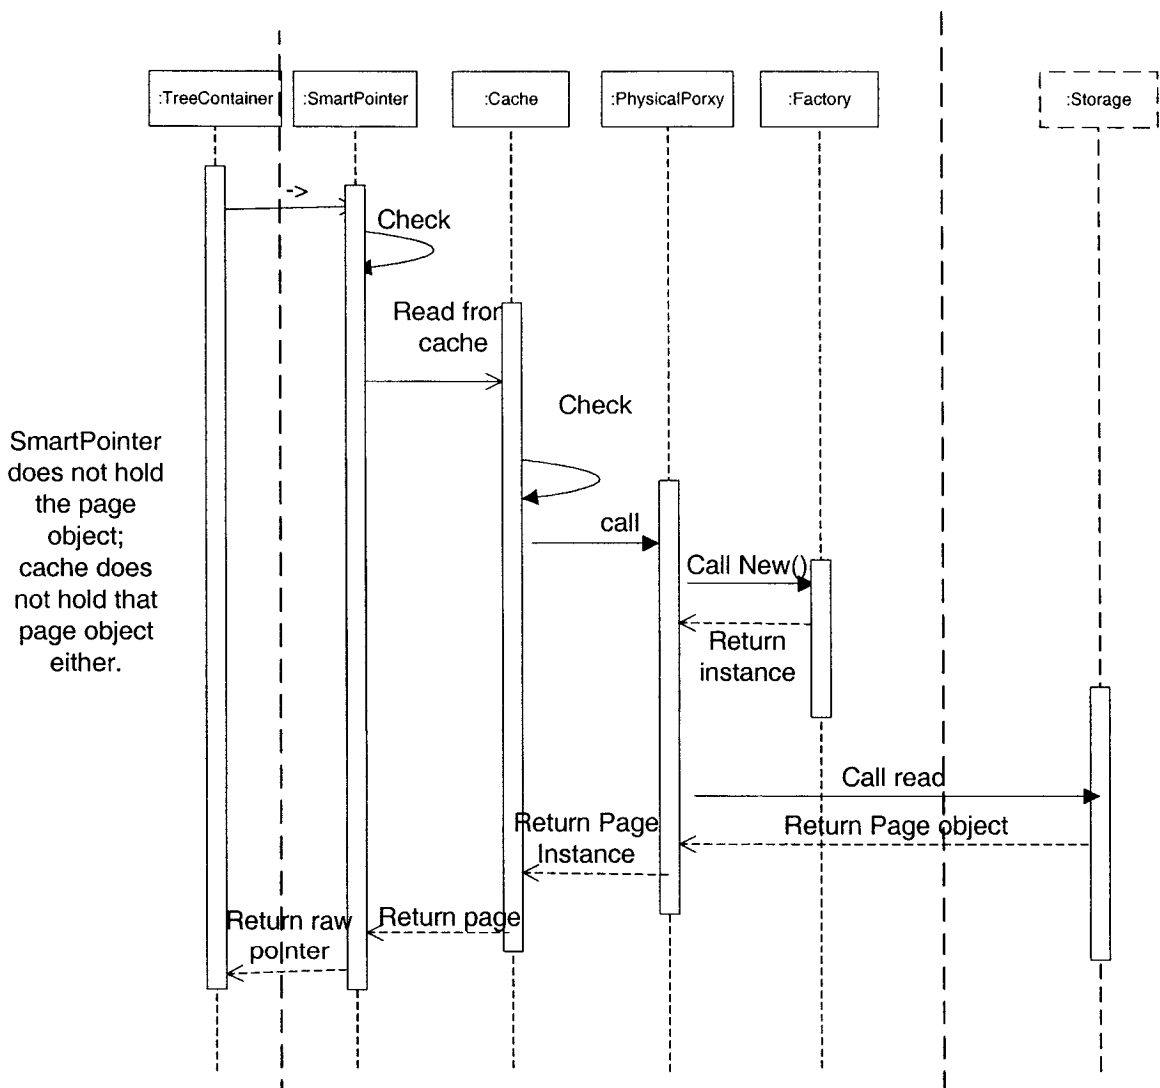 :TreeContainer
:SmartPointer
:Cache
:PhysicalPorxy
:Factory
:Storage
->
Check
Read from
cache
Check
SmartPointer
does not hold
the page
object;
cache does
not hold that
page object
either.
call
Call New()
Return
instance
Call read
Return Page object
Return Page
Instance
Return page
Return raw
pointer